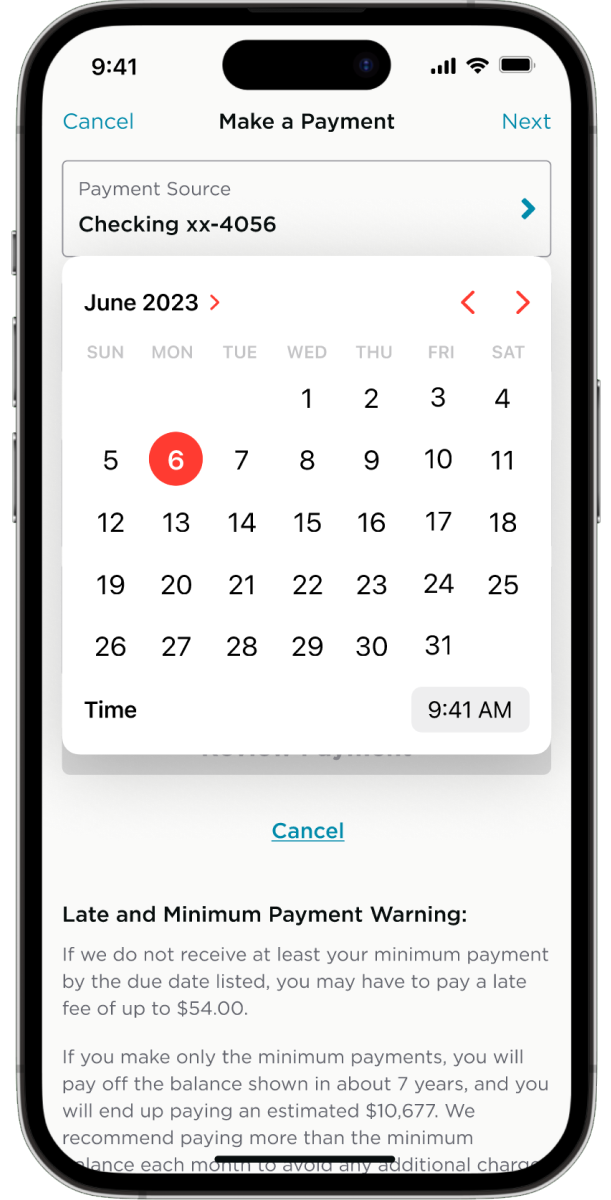 9:41
Cancel Make a Payment Next
Payment Source
Checking xx-4056
June 2023
SUN MON TUE WED THU FRI SAT
1 2 3 4
5 6 7 8 9 10 11
12 13 14 15 16 17 18
19 20 21 22 23 24 25
26 27 28 29 30 31
Time 9:41 AM
Cancel
Late and Minimum Payment Warning:
If we do not receive at least your minimum payment
by the due date listed, you may have to pay a late
fee of up to $54.00.
If you make only the minimum payments, you will
pay off the balance shown in about 7 years, and you
will end up paying an estimated $10,677. We
recommend paying more than the minimum
balance each month to avoid any additional